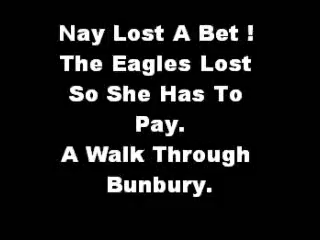 Nay Lost A Bet !
The Eagles Lost
So She Has To
Pay.
A Walk Through
Bunbury.